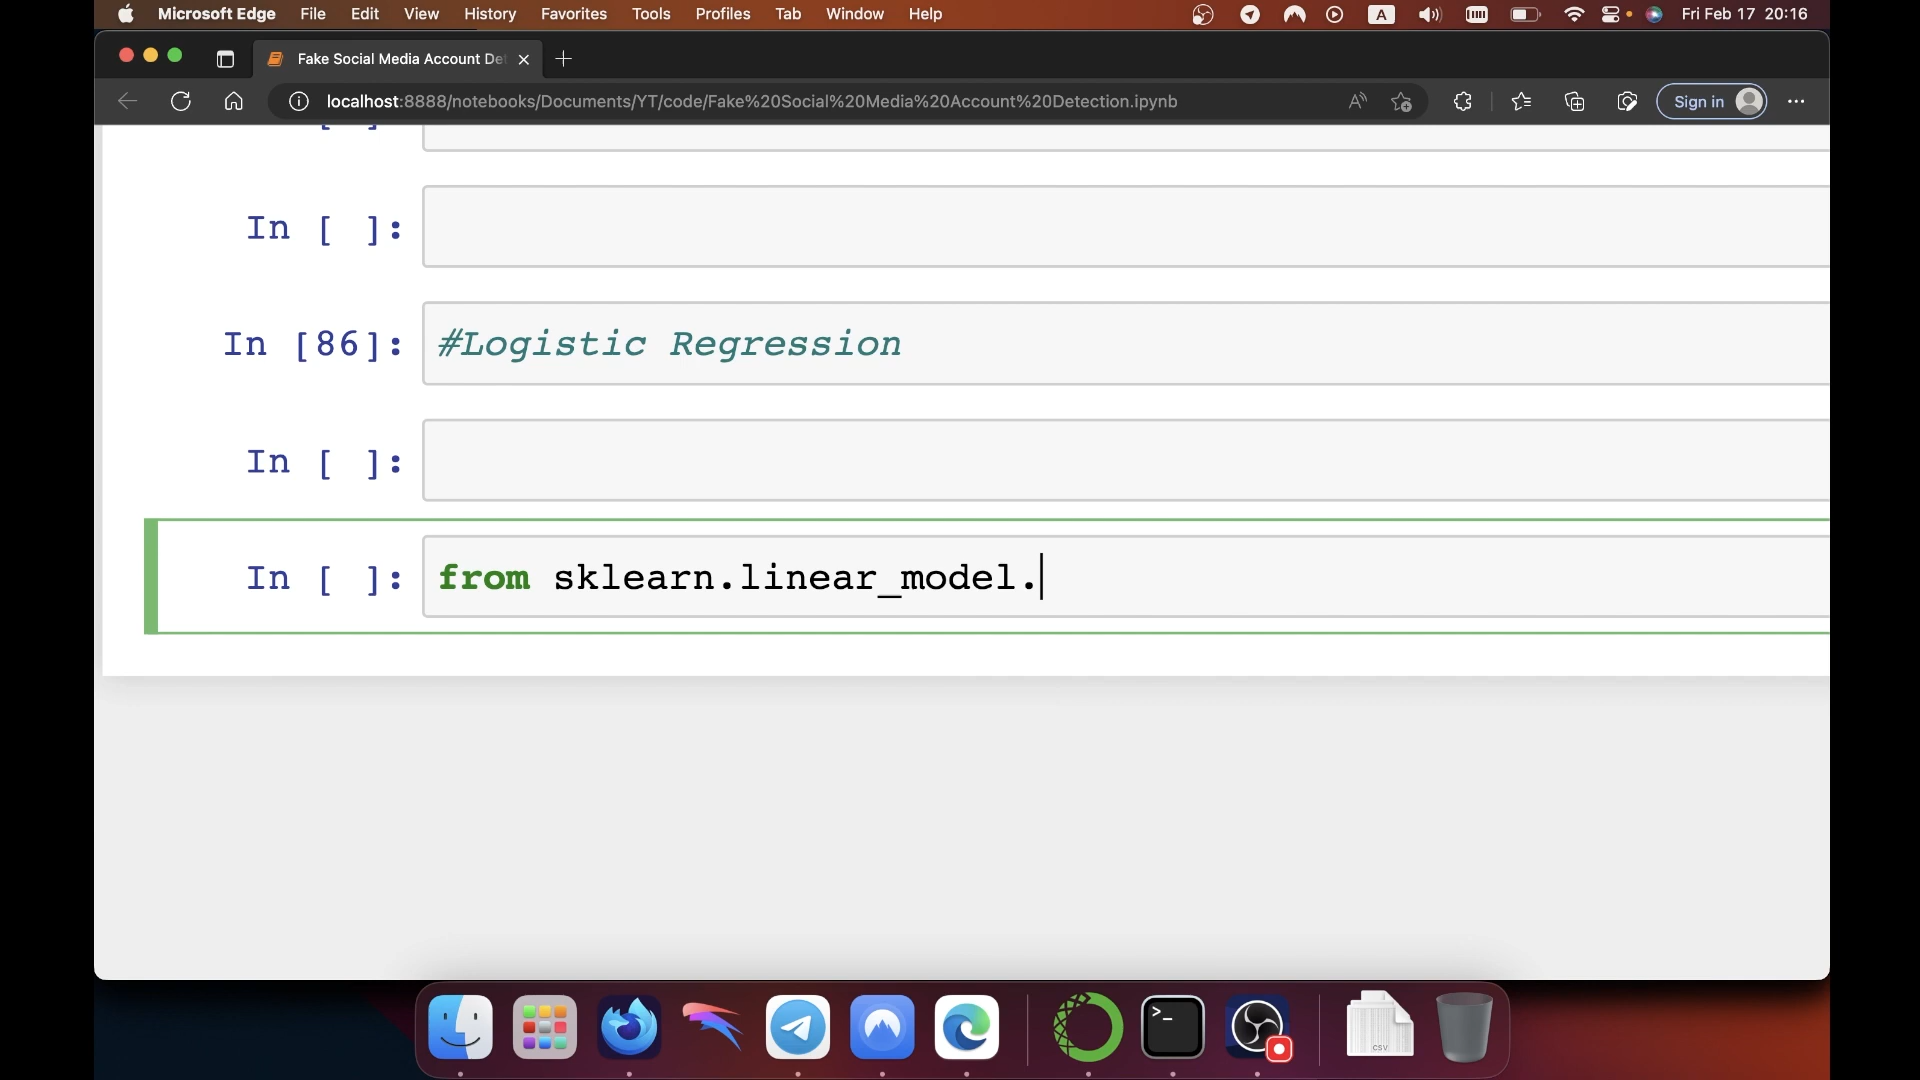 Microsoft Edge File Edit View History Favorites Tools Profiles Tab Window Help A Fri Feb 17 20:16
Fake Social Media Account De
localhost:8888/notebooks/Documents/YT/code/Fake%20Social%20Media%20Account%20Detection.ipynb Sign in
In [ ]:
In [86]: #Logistic Regression
In [ ]:
In [ ]: from sklearn.linear_model.
>_
CSV